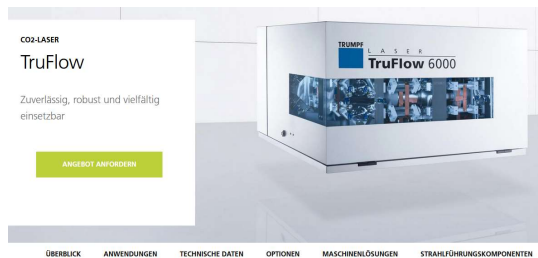 CO2-LASER
TruFlow
Zuverlässig, robust und vielfältig
einsetzbar
ANGEBOT ANFORDERN
TRUMPF
LASER
TruFlow 6000
ÜBERBLICK ANWENDUNGEN TECHNISCHE DATEN OPTIONEN MASCHINENLÖSUNGEN STRAHLFÜHRUNGSKOMPONENTEN